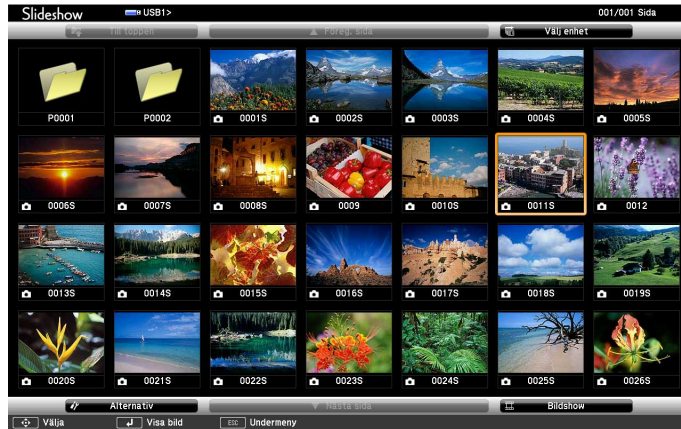 Slideshow USB1> 001/001 Sida
Till toppen Föreg. sida Välj enhet
P0001 P0002 0001S 0002S 0003S 0004S 0005S
0006S 0007S 0008S 0009 0010S 0011S 0012
0013S 0014S 0015S 0016S 0017S 0018S 0019S
0020S 0021S 0022S 0023S 0024S 0025S 0026S
Alternativ Nästa sida Bildshow
Välja Visa bild ESC Undermeny